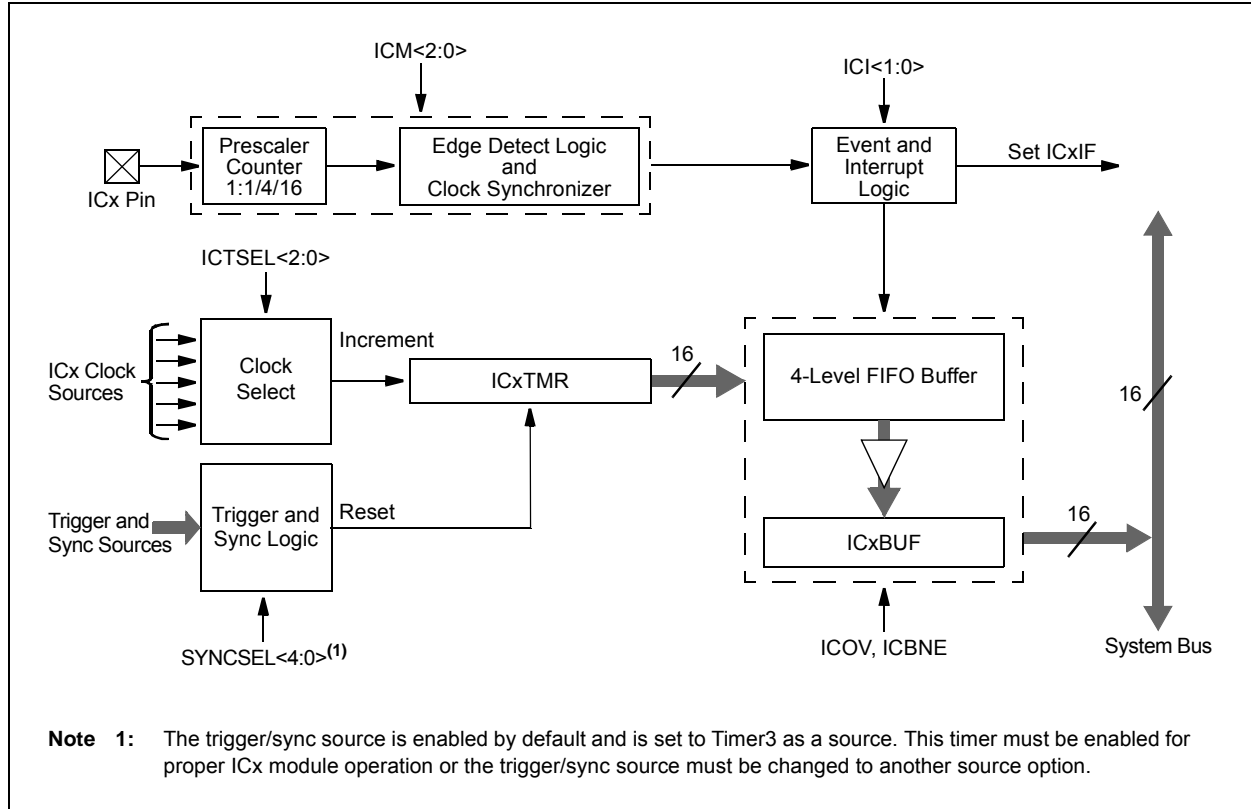 ICM<2:0>
ICI<1:0>
Prescaler
Counter
1:1/4/16
Edge Detect Logic
and
Clock Synchronizer
Event and
Interrupt
Logic
Set ICxIF
ICx Pin
ICTSEL<2:0>
ICx Clock
Sources
Clock
Select
Increment
ICxTMR
16
4-Level FIFO Buffer
16
Trigger and
Sync Sources
Trigger and
Sync Logic
Reset
ICxBUF
16
SYNCSEL<4:0>(1)
ICOV, ICBNE
System Bus
Note 1: The trigger/sync source is enabled by default and is set to Timer3 as a source. This timer must be enabled for
proper ICx module operation or the trigger/sync source must be changed to another source option.